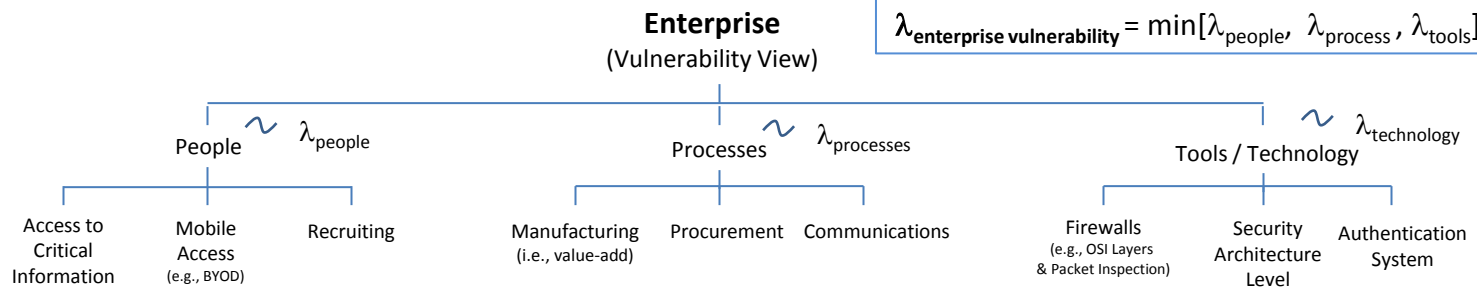 Enterprise
(Vulnerability View)
λenterprise vulnerability = min[λpeople, λprocess , λtools]
People
λpeople
Processes
λprocesses
Tools / Technology
λtechnology
Access to
Critical
Information
Mobile
Access
(e.g., BYOD)
Recruiting
Manufacturing
(i.e., value-add)
Procurement
Communications
Firewalls
(e.g., OSI Layers
& Packet Inspection)
Security
Architecture
Level
Authentication
System